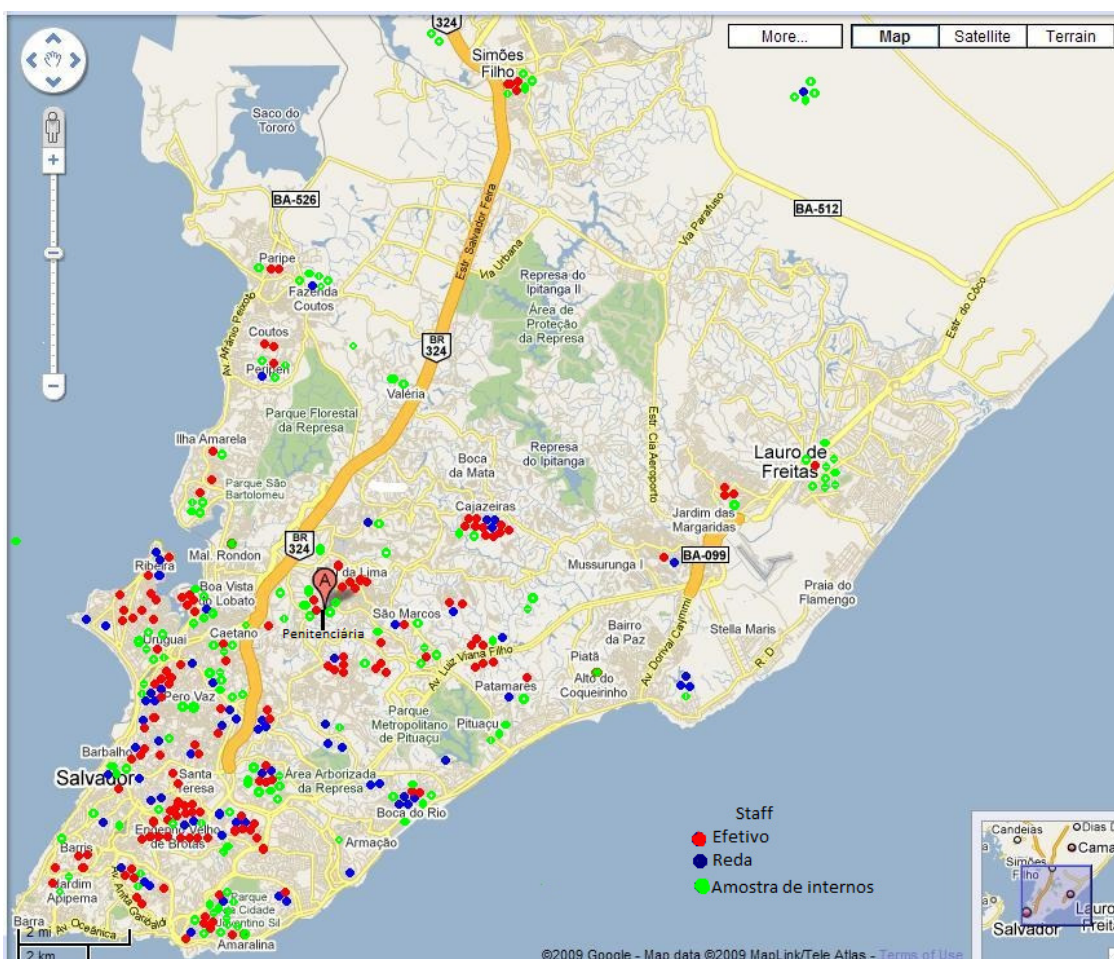 More...
Map
Satellite
Terrain
324
Simões
Filho
Saco do
Tororó
BA-526
BA-512
Estr. Salvador Feira
Via Urbana
Via Parafuso
Estr. do Côco
Paripe
Fazenda
Coutos
Av. Afrânio Peixoto
Represa do
Ipitanga II
Área de
Proteção
da Represa
Coutos
Periperi
BR
324
Valéria
Parque Florestal
da Represa
Estr. Cia Aeroporto
Ilha Amarela
Parque São
Bartolomeu
Boca
da Mata
Represa
do Ipitanga
Lauro de
Freitas
Cajazeiras
Jardim das
Margaridas
BR
324
Mal. Rondon
Ribeira
BA-099
Mussurunga I
Praia do
Flamengo
A
da Lima
Boa Vista
Lobato
São Marcos
Penitenciária
Uruguai
Caetano
Bairro
da Paz
Stella Maris
Av. Luiz Viana Filho
Av. Dorival Caymmi
Piatã
Alto do
Coqueirinho
Patamares
Pero Vaz
Parque
Metropolitano
de Pituaçu
Pituaçu
Barbalho
Salvador
Santa
Teresa
Área Arborizada
da Represa
Boca do Rio
Staff
Efetivo
Reda
Amostra de internos
Engenho Velho
de Brotas
Armação
Barris
Jardim
Apipema
Av. Anita Garibaldi
Parque
da Cidade
Joventino Sil
Barra
Av. Oceânica
Amaralina
2 mi
2 km
Candeias
Dias
Cama
Simões
Filho
Lauro
Freita
Salvador
©2009 Google - Map data ©2009 MapLink/Tele Atlas - Terms of Use